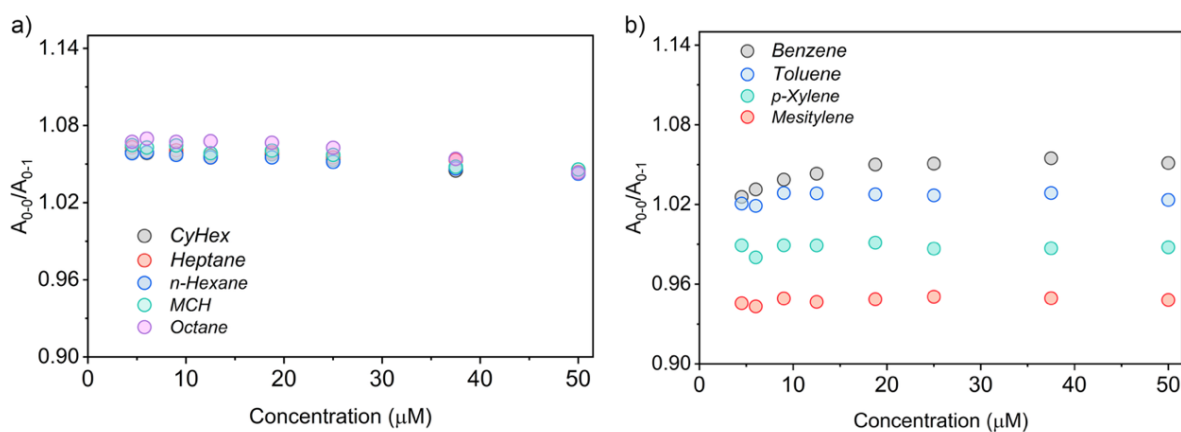 a)
1.14
1.08
1.02
0.96
0.90
A0-0/A0-1
CyHex
Heptane
n-Hexane
MCH
Octane
0 10 20 30 40 50
Concentration (μM)
b)
1.14
1.08
1.02
0.96
0.90
A0-0/A0-1
Benzene
Toluene
p-Xylene
Mesitylene
0 10 20 30 40 50
Concentration (μM)